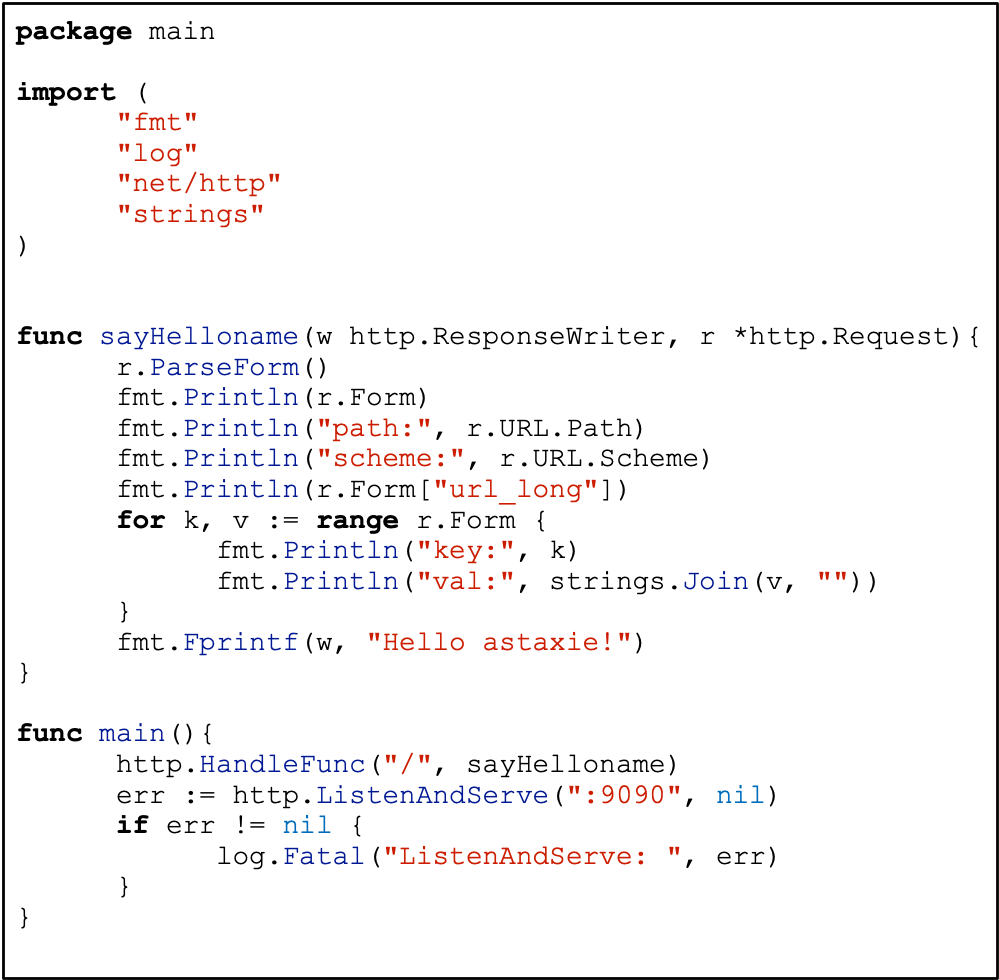 package main

import (
      "fmt"
      "log"
      "net/http"
      "strings"
)

func sayHelloname(w http.ResponseWriter, r *http.Request){
      r.ParseForm()
      fmt.Println(r.Form)
      fmt.Println("path:", r.URL.Path)
      fmt.Println("scheme:", r.URL.Scheme)
      fmt.Println(r.Form["url_long"])
      for k, v := range r.Form {
            fmt.Println("key:", k)
            fmt.Println("val:", strings.Join(v, ""))
      }
      fmt.Fprintf(w, "Hello astaxie!")
}

func main(){
      http.HandleFunc("/", sayHelloname)
      err := http.ListenAndServe(":9090", nil)
      if err != nil {
            log.Fatal("ListenAndServe: ", err)
      }
}